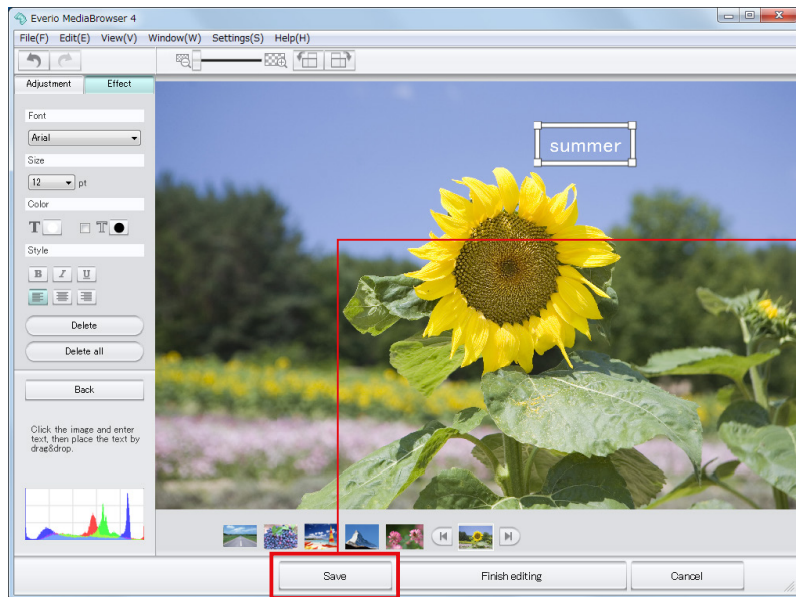 Everio MediaBrowser 4
File(F) Edit(E) View(V) Window(W) Settings(S) Help(H)
Adjustment Effect
Font
Arial
Size
12 pt
Color
T T
Style
B I U
Delete
Delete all
Back
Click the image and enter
text, then place the text by
drag&drop.
summer
Save Finish editing Cancel